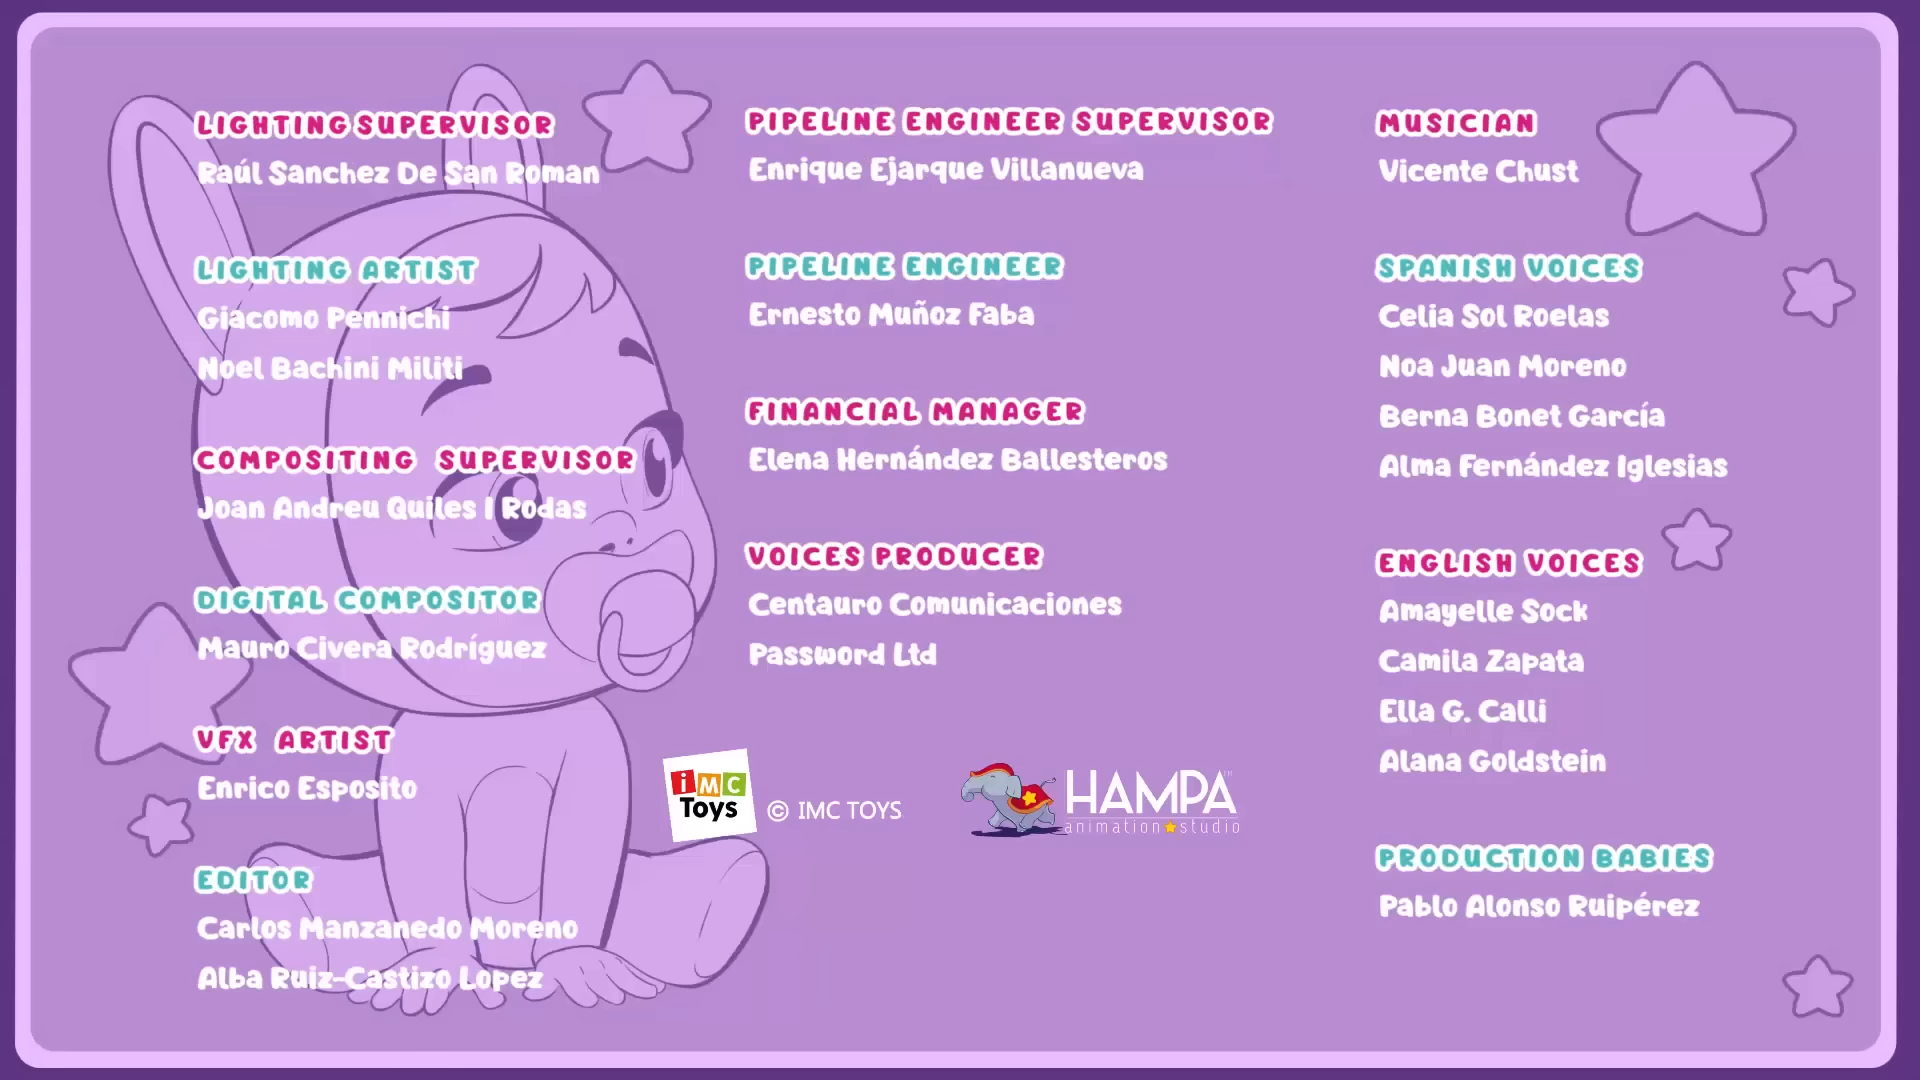 LIGHTING SUPERVISOR
Raúl Sanchez De San Roman
LIGHTING ARTIST
Giacomo Pennichi
Noel Bachini Militi
COMPOSITING SUPERVISOR
Joan Andreu Quiles I Rodas
DIGITAL COMPOSITOR
Mauro Civera Rodríguez
VFX ARTIST
Enrico Esposito
EDITOR
Carlos Manzanedo Moreno
Alba Ruiz-Castizo Lopez
PIPELINE ENGINEER SUPERVISOR
Enrique Ejarque Villanueva
PIPELINE ENGINEER
Ernesto Muñoz Faba
FINANCIAL MANAGER
Elena Hernández Ballesteros
VOICES PRODUCER
Centauro Comunicaciones
Password Ltd
iMC
Toys
© IMC TOYS
HAMPA™
animation studio
MUSICIAN
Vicente Chust
SPANISH VOICES
Celia Sol Roelas
Noa Juan Moreno
Berna Bonet García
Alma Fernández Iglesias
ENGLISH VOICES
Amayelle Sock
Camila Zapata
Ella G. Calli
Alana Goldstein
PRODUCTION BABIES
Pablo Alonso Ruipérez